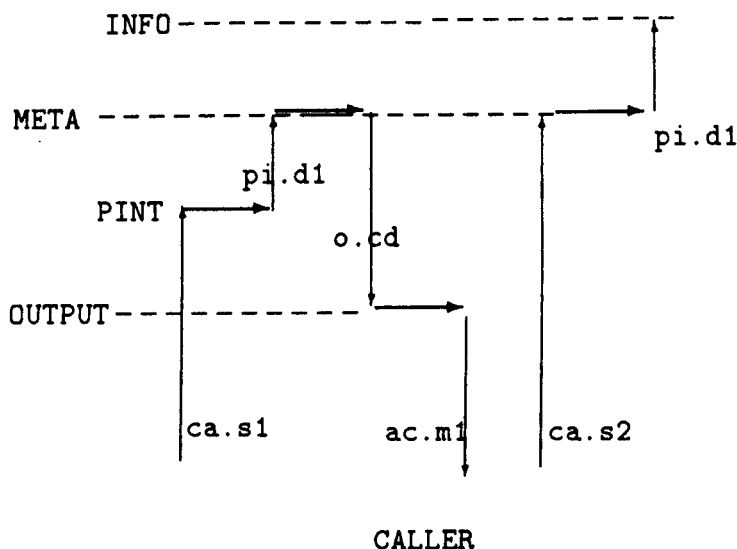 INFO
META
pi.d1
pi.d1
PINT
o.cd
OUTPUT
ca.s1
ac.m1
ca.s2
CALLER